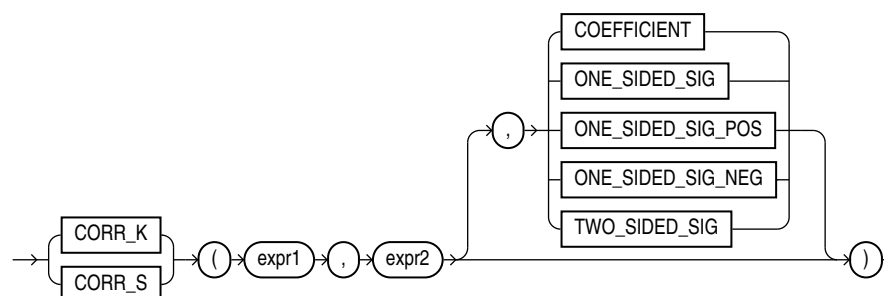 COEFFICIENT
ONE_SIDED_SIG
, ONE_SIDED_SIG_POS
ONE_SIDED_SIG_NEG
TWO_SIDED_SIG
CORR_K
CORR_S
( expr1 , expr2 )